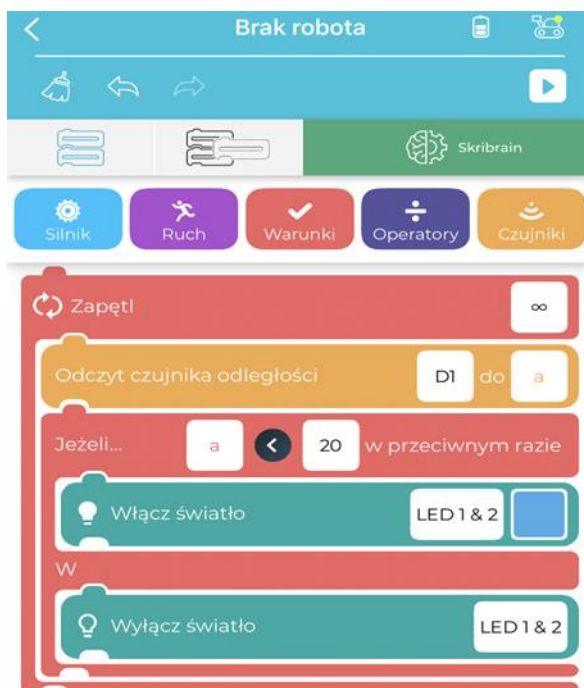 Brak robota
Skribrain
Silnik Ruch Warunki Operatory Czujniki
Zapętl ∞
Odczyt czujnika odległości D1 do a
Jeżeli... a < 20 w przeciwnym razie
Włącz światło LED 1 & 2
W
Wyłącz światło LED 1 & 2